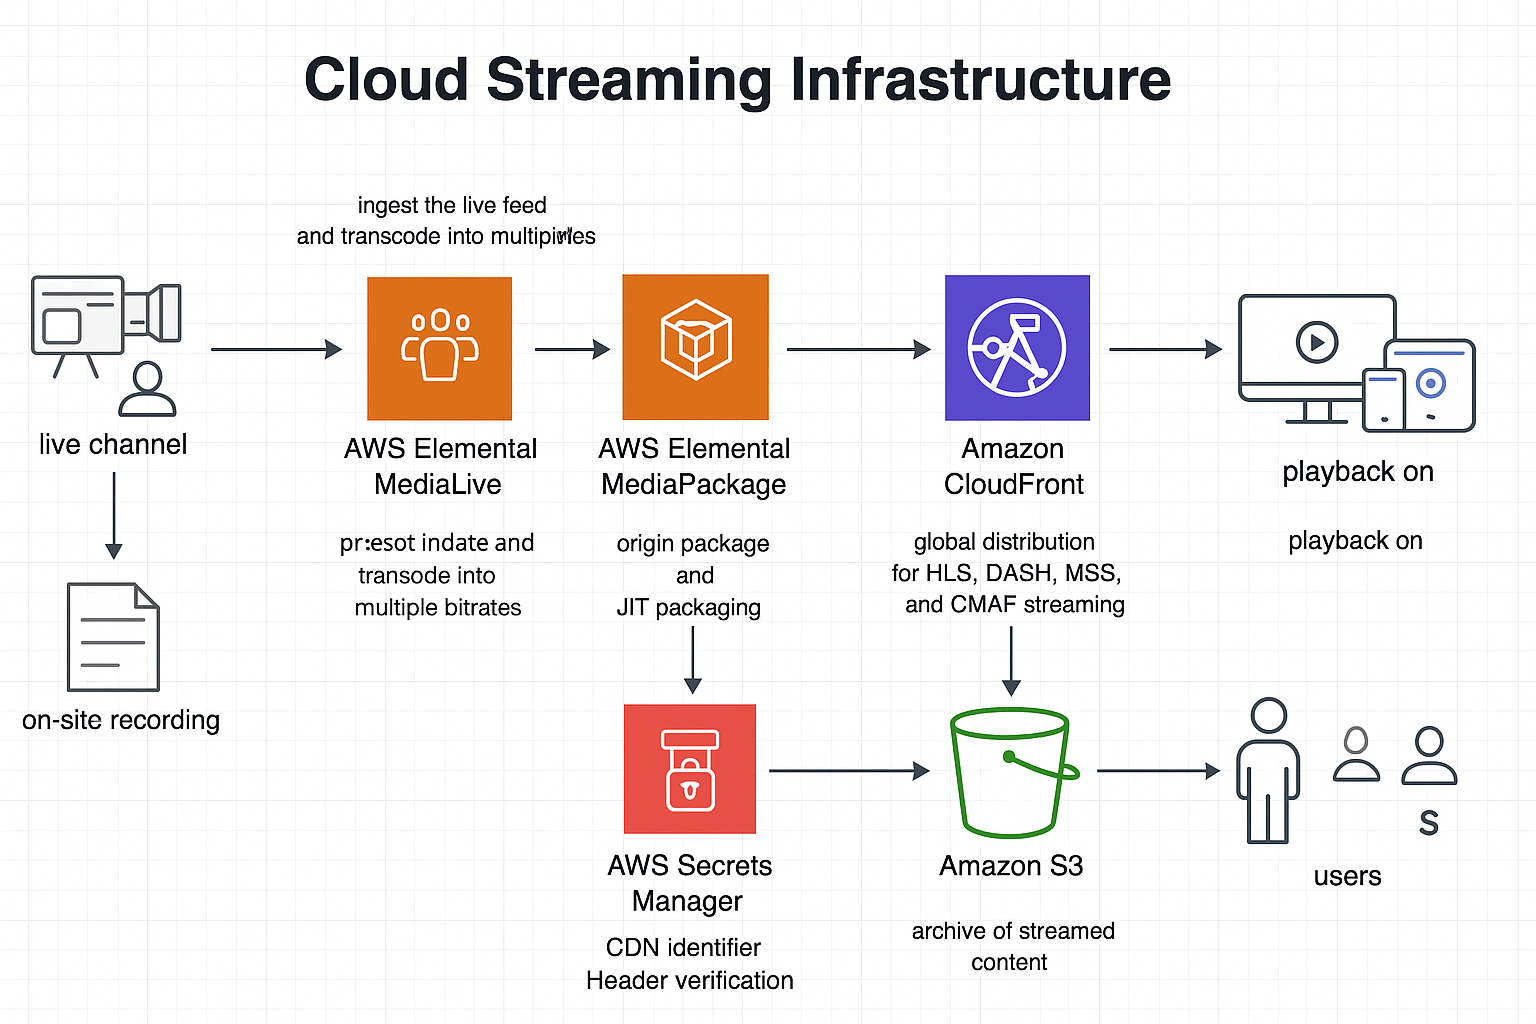 Cloud Streaming Infrastructure
ingest the live feed
and transcode into
live channel
AWS Elemental
MediaLive
AWS Elemental
MediaPackage
Amazon
CloudFront
playback on
pr:esot indate and
transode into
multiple bitrates
origin package
and
JIT packaging
global distribution
for HLS, DASH, MSS,
and CMAF streaming
playback on
on-site recording
AWS Secrets
Manager
CDN identifier
Header verification
Amazon S3
archive of streamed
content
S
users